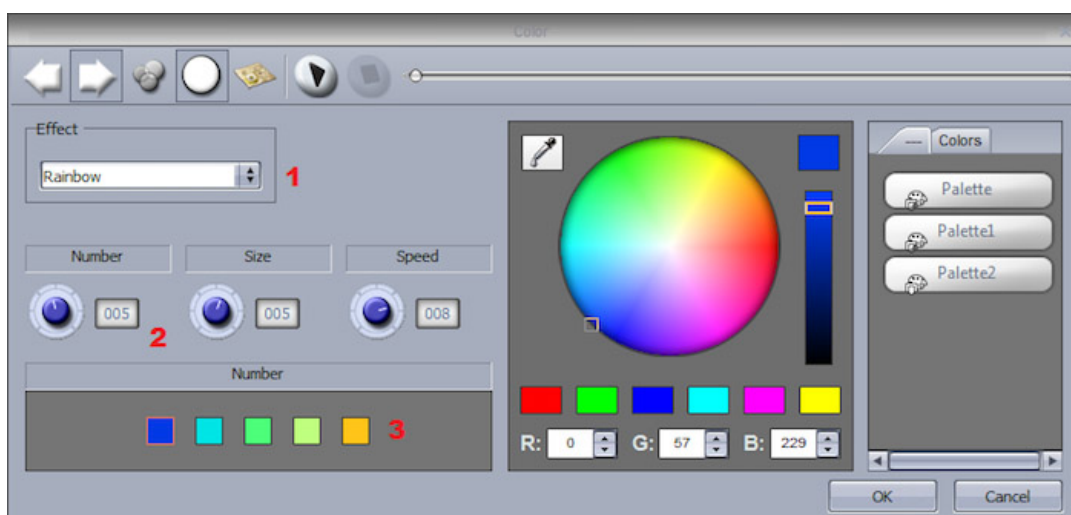 Color
Effect
Rainbow
1
Number
Size
Speed
005
2
005
008
Number
3
R: 0
G: 57
B: 229
---
Colors
Palette
Palette1
Palette2
OK
Cancel